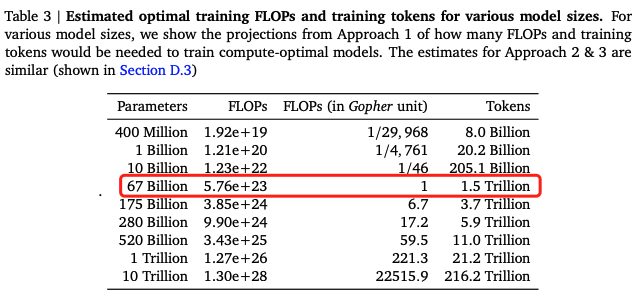 Table 3 | Estimated optimal training FLOPs and training tokens for various model sizes. For
various model sizes, we show the projections from Approach 1 of how many FLOPs and training
tokens would be needed to train compute-optimal models. The estimates for Approach 2 & 3 are
similar (shown in Section D.3)
Parameters FLOPs FLOPs (in Gopher unit) Tokens
400 Million 1.92e+19 1/29,968 8.0 Billion
1 Billion 1.21e+20 1/4,761 20.2 Billion
10 Billion 1.23e+22 1/46 205.1 Billion
67 Billion 5.76e+23 1 1.5 Trillion
175 Billion 3.85e+24 6.7 3.7 Trillion
280 Billion 9.90e+24 17.2 5.9 Trillion
520 Billion 3.43e+25 59.5 11.0 Trillion
1 Trillion 1.27e+26 221.3 21.2 Trillion
10 Trillion 1.30e+28 22515.9 216.2 Trillion